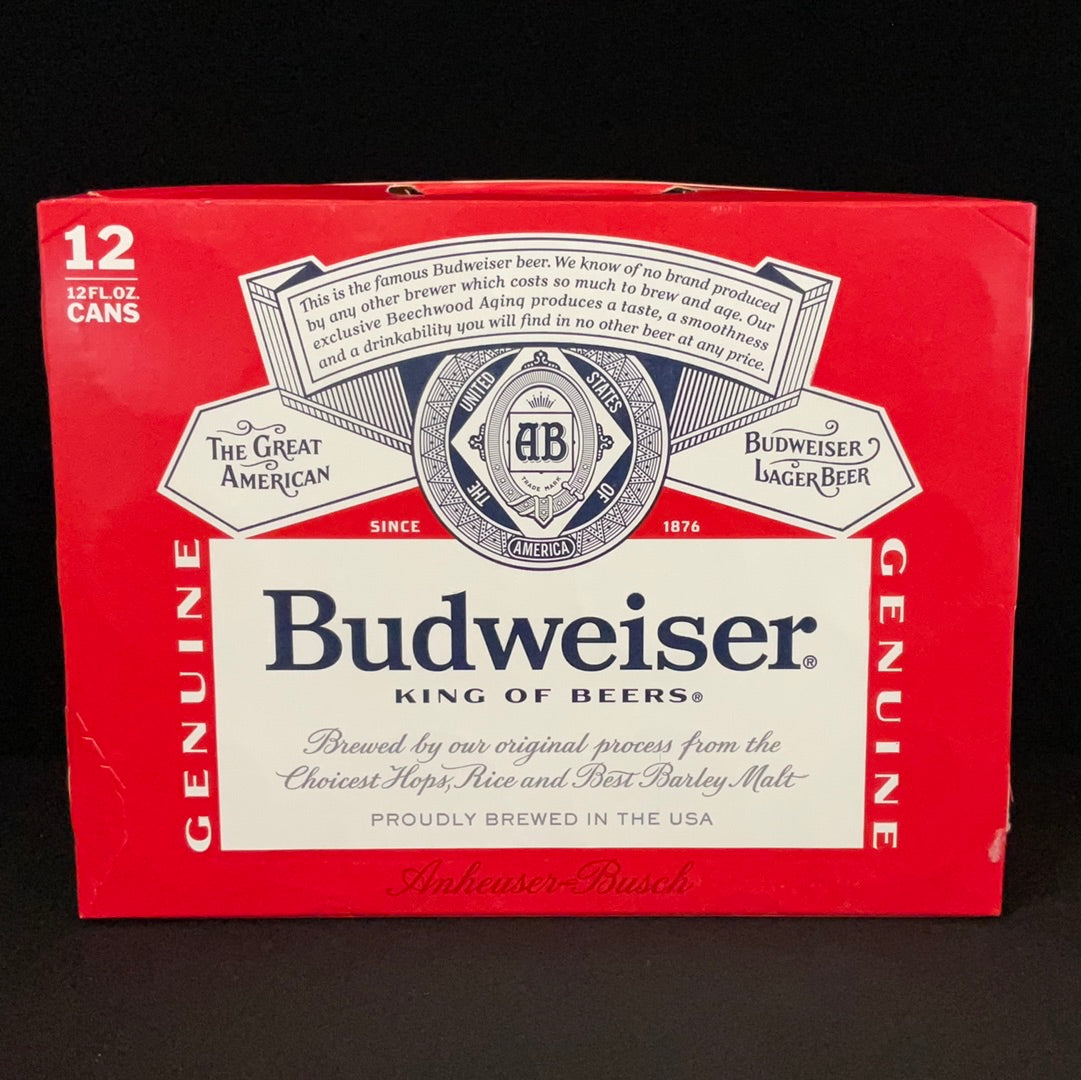 12
12 FL.OZ.
CANS
This is the famous Budweiser beer. We know of no brand produced
by any other brewer which costs so much to brew and age. Our
exclusive Beechwood Aging produces a taste, a smoothness
and a drinkability you will find in no other beer at any price.
UNITED
STATES
OF
AMERICA
THE
AB
TRADE MARK
THE GREAT
AMERICAN
BUDWEISER
LAGER BEER
SINCE
1876
GENUINE
GENUINE
Budweiser®
KING OF BEERS®
Brewed by our original process from the
Choicest Hops, Rice and Best Barley Malt
PROUDLY BREWED IN THE USA
Anheuser-Busch